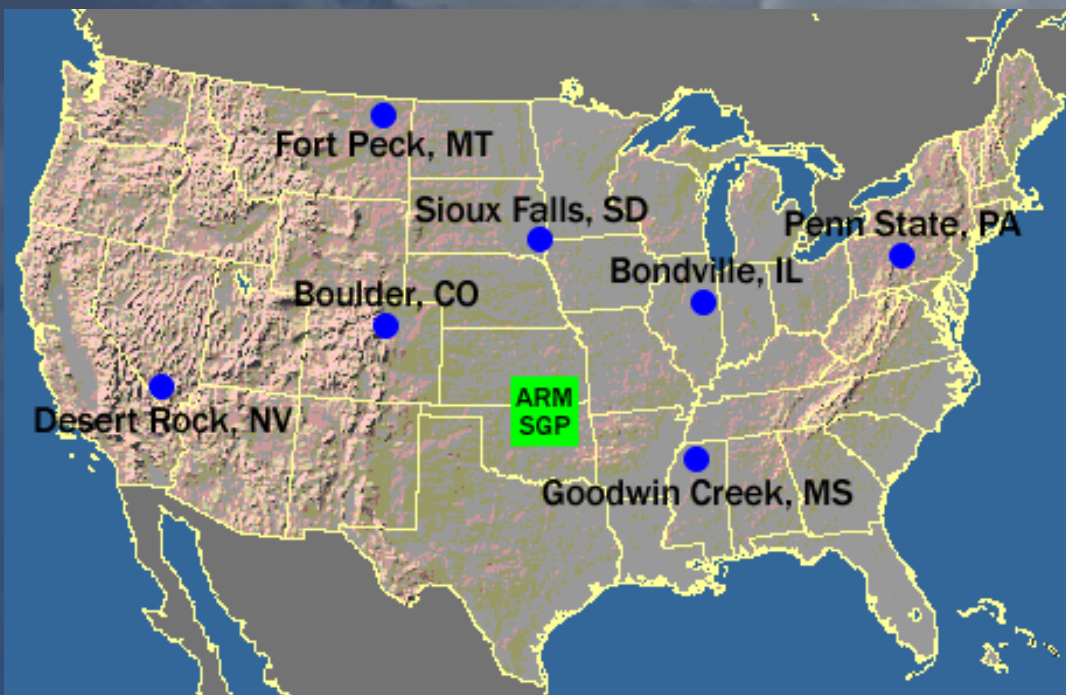 Fort Peck, MT
Sioux Falls, SD
Penn State, PA
Bondville, IL
Boulder, CO
ARM
SGP
Desert Rock, NV
Goodwin Creek, MS